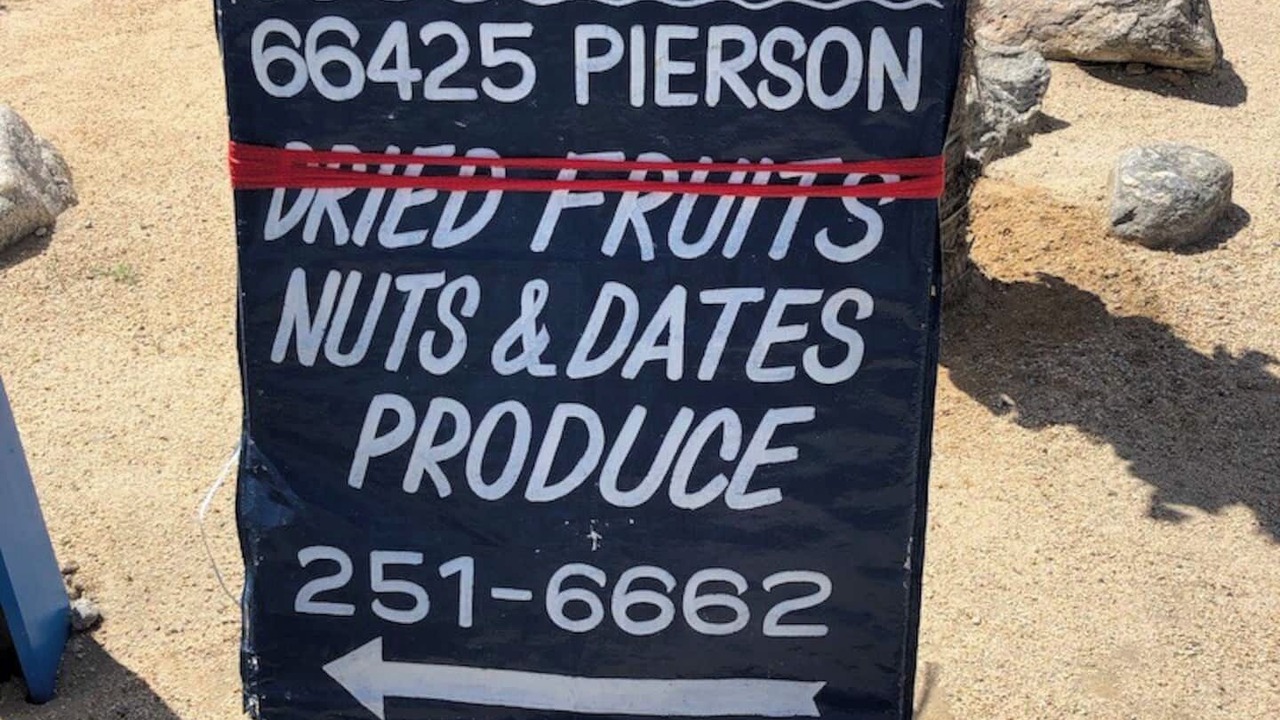 66425 PIERSON
DRIED FRUITS
NUTS & DATES
PRODUCE
251-6662